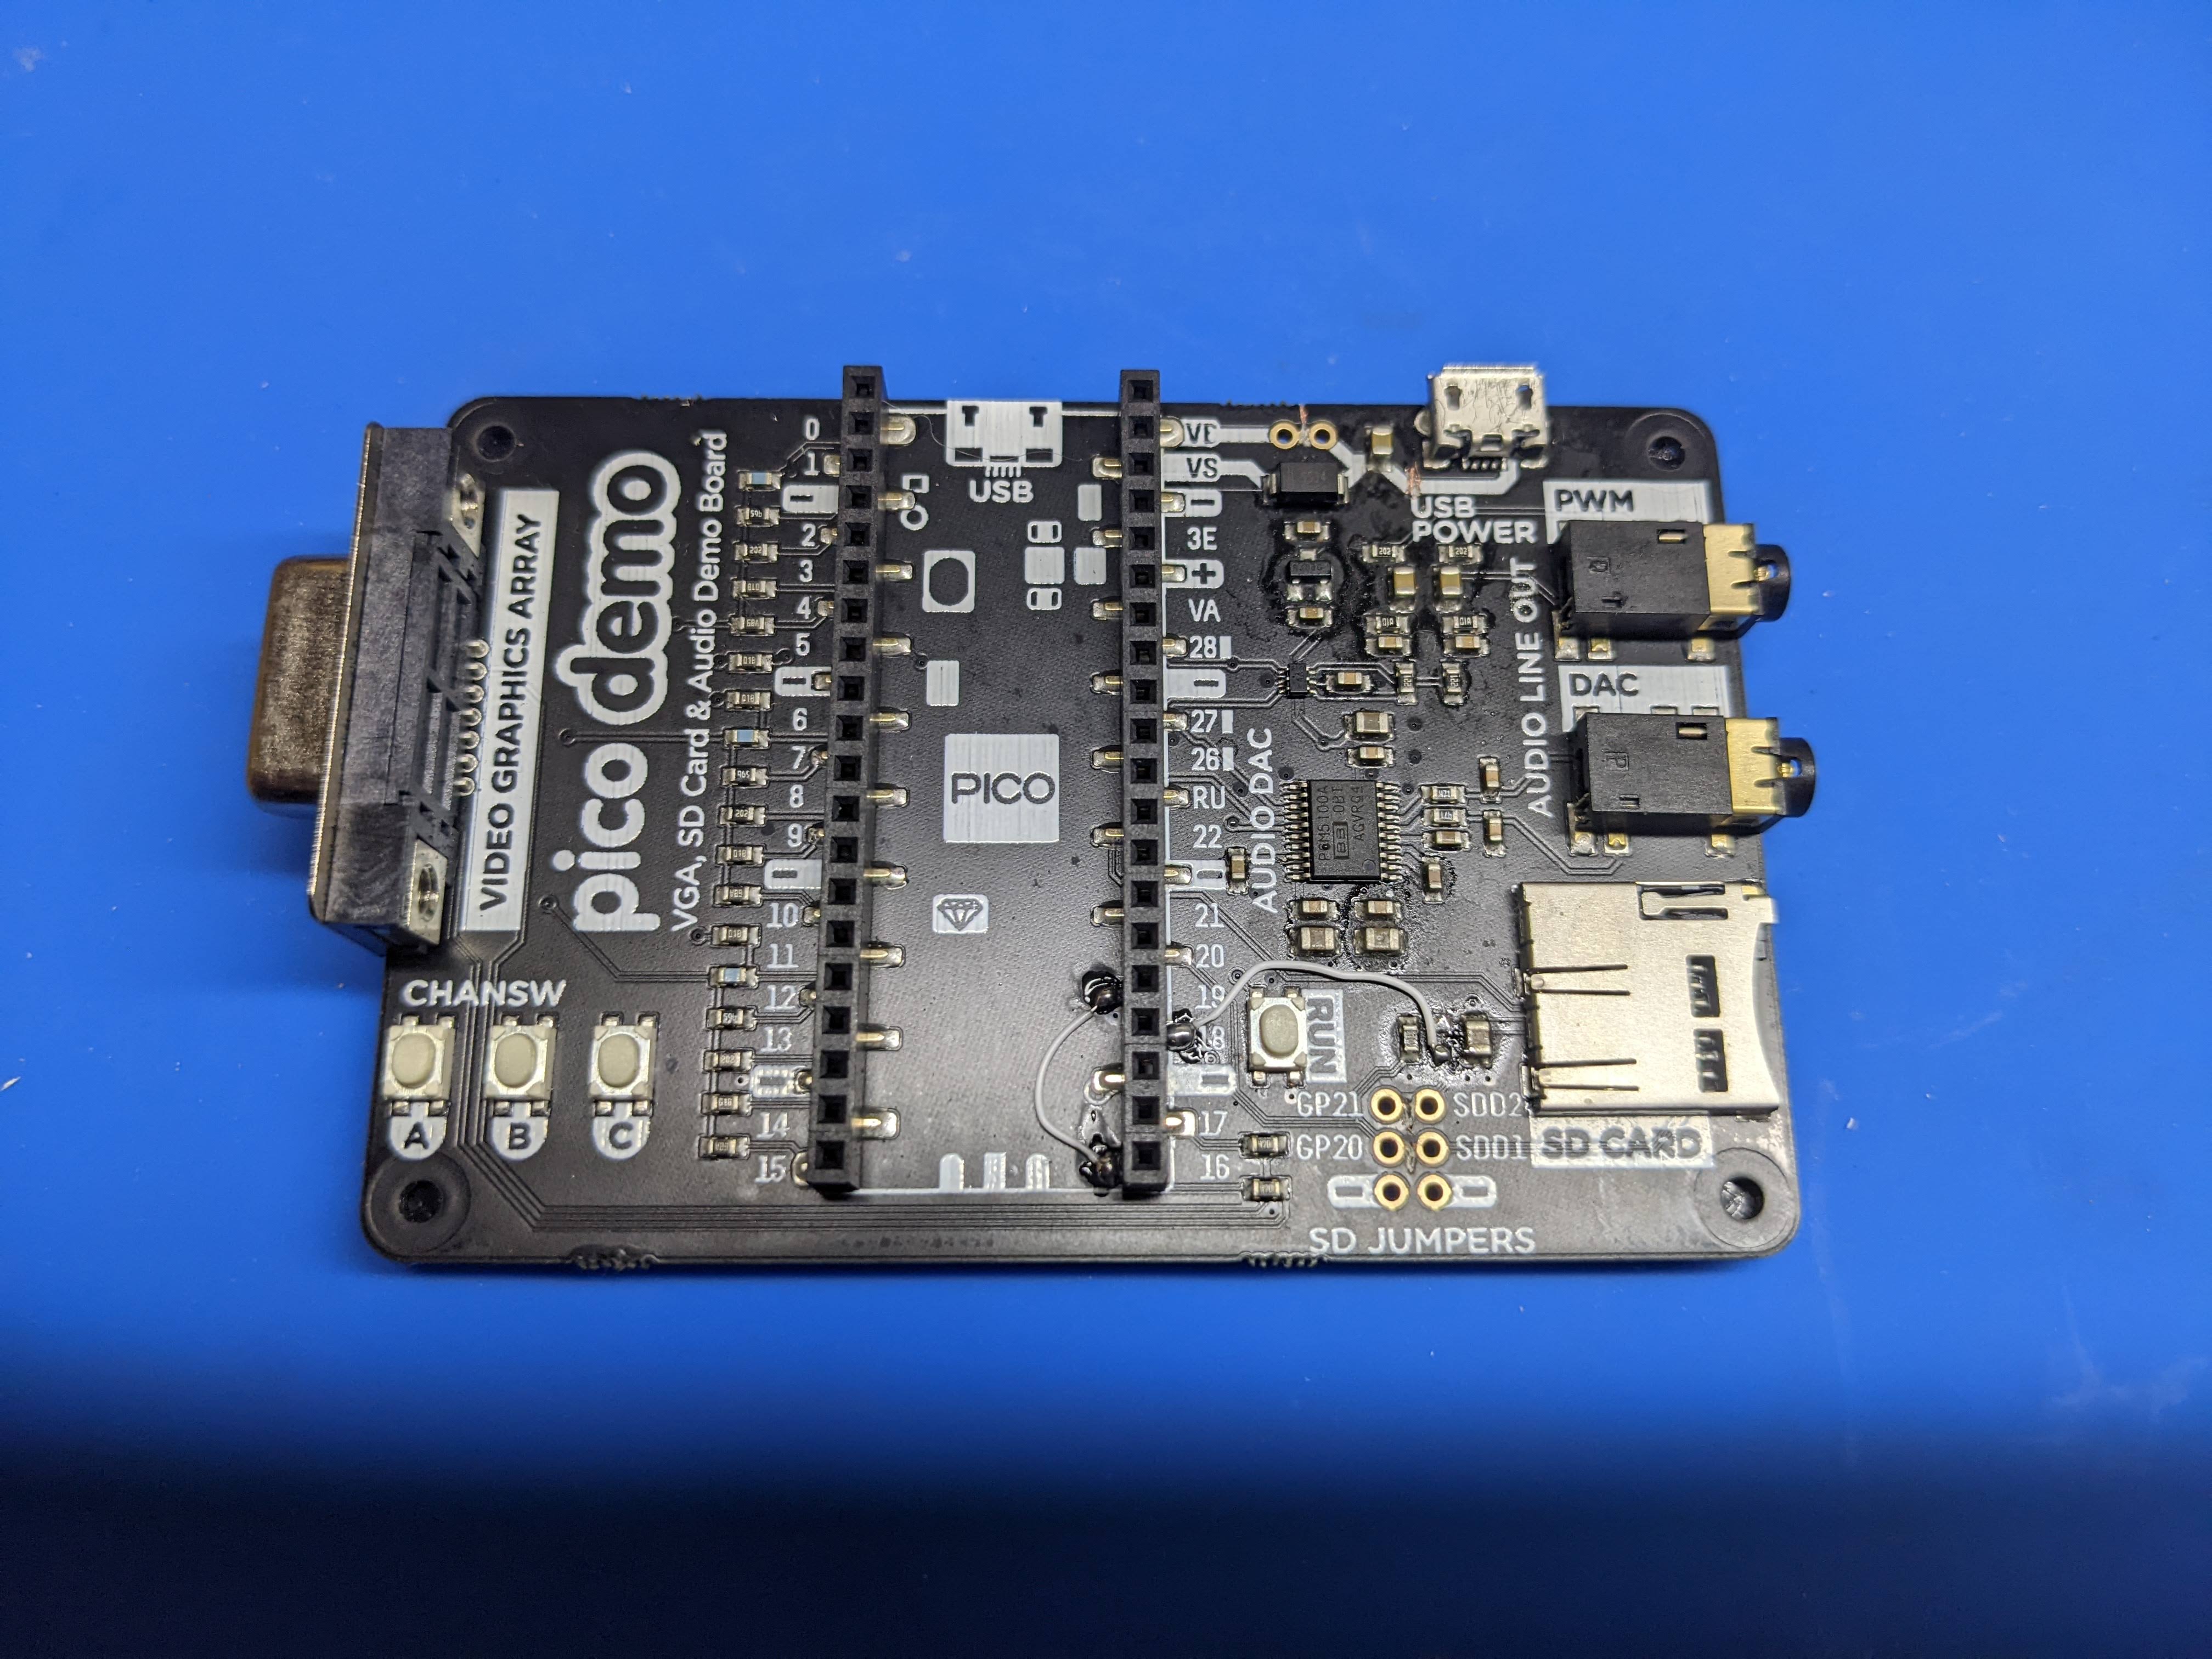 VIDEO GRAPHICS ARRAY
pico demo
VGA, SD Card & Audio Demo Board
CHANSW
A
B
C
0
1
2
3
4
5
6
7
8
9
10
11
12
13
14
15
USB
PICO
VS
3E
+
VA
28
27
26
RU
22
21
20
19
18
17
16
AUDIO DAC
RUN
USB
POWER
PWM
AUDIO LINE OUT
DAC
GP21
SDD2
GP20
SDD1
SD CARD
SD JUMPERS